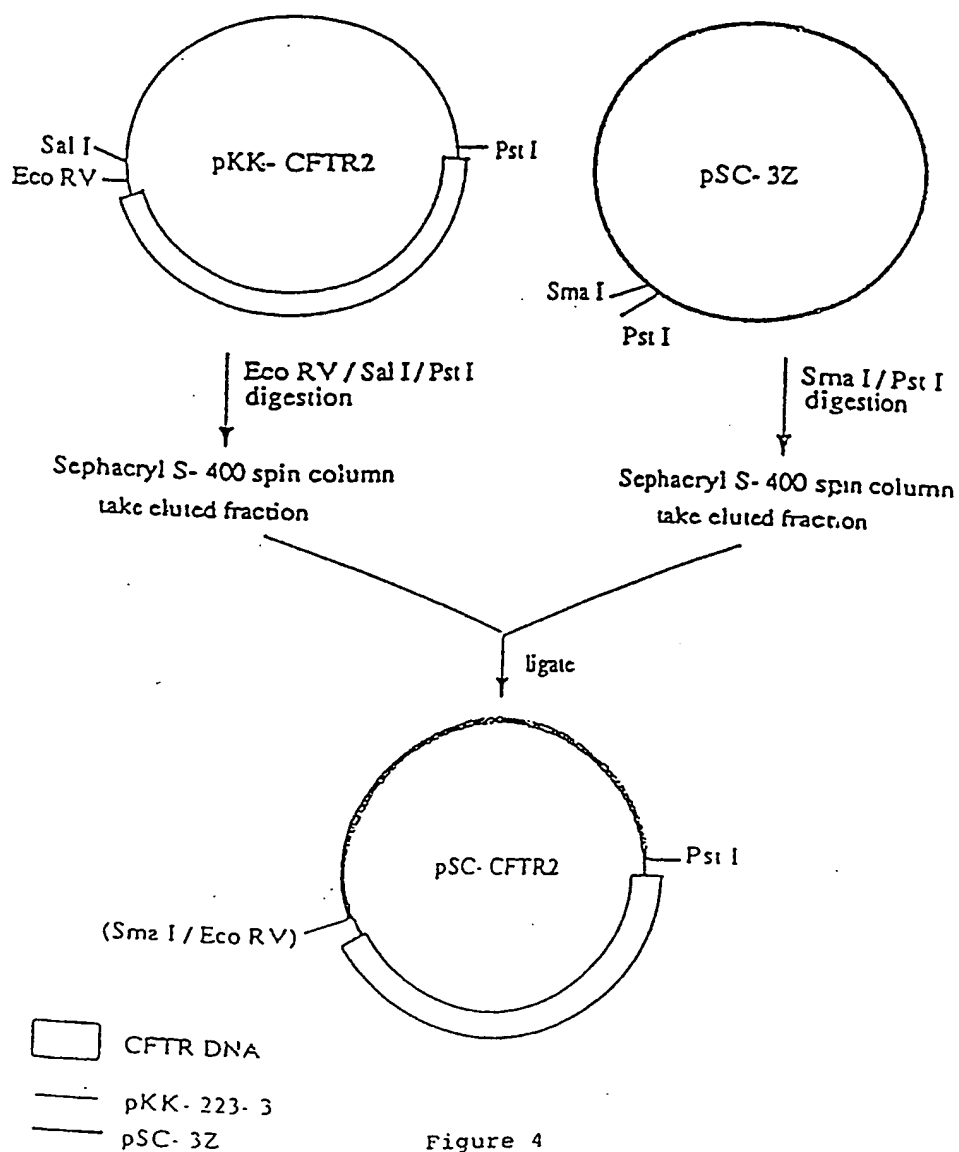 Sal I
Eco RV
pKK- CFTR2
Pst I
pSC- 3Z
Sma I
Pst I
Eco RV / Sal I / Pst I
digestion
Sma I / Pst I
digestion
Sephacryl S- 400 spin column
take eluted fraction
Sephacryl S- 400 spin column
take eluted fraction
ligate
pSC- CFTR2
Pst I
(Sma I / Eco RV)
CFTR DNA
pKK- 223- 3
pSC- 3Z
Figure 4